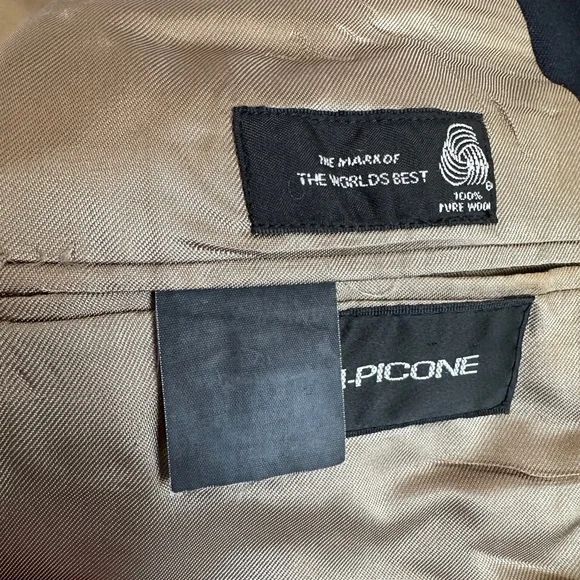 THE MARK OF
THE WORLDS BEST
100%
PURE WOOL
-PICONE